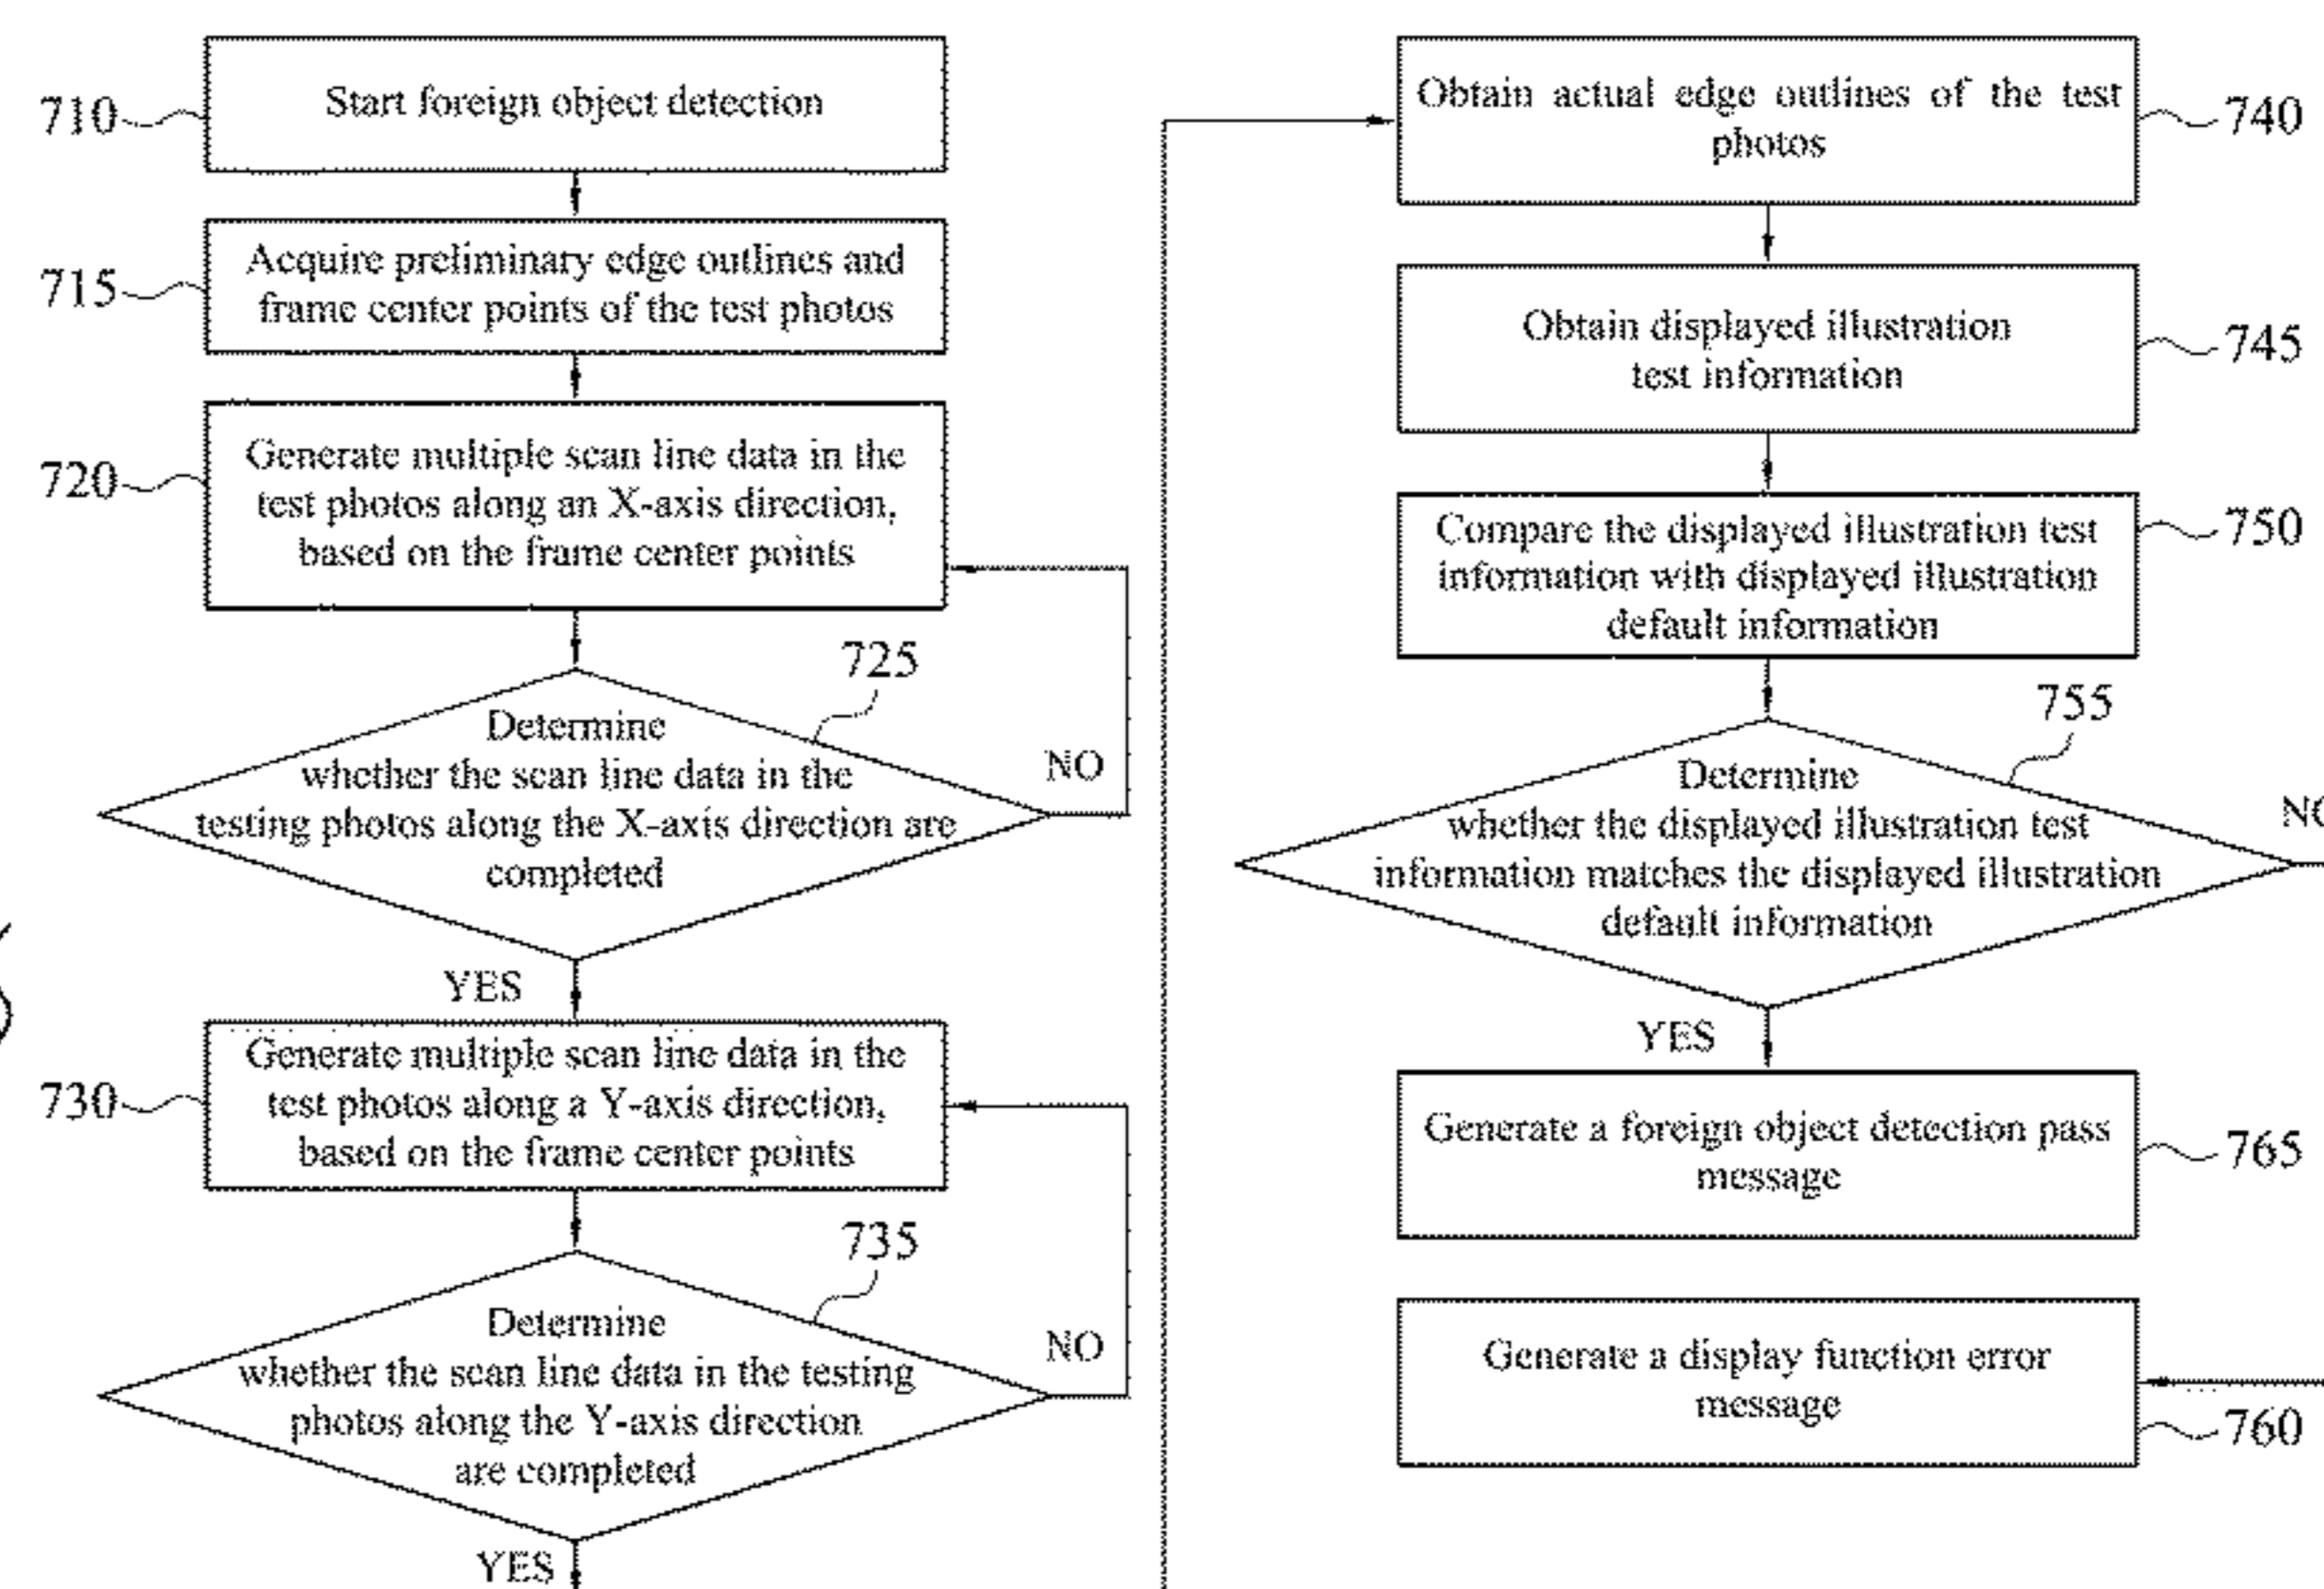 710
Start foreign object detection
715
Acquire preliminary edge outlines and
frame center points of the test photos
720
Generate multiple scan line data in the
test photos along an X-axis direction,
based on the frame center points
725
Determine
whether the scan line data in the
testing photos along the X-axis direction are
completed
NO
YES
730
Generate multiple scan line data in the
test photos along a Y-axis direction,
based on the frame center points
735
Determine
whether the scan line data in the testing
photos along the Y-axis direction
are completed
NO
YES
Obtain actual edge outlines of the test
photos
740
Obtain displayed illustration
test information
745
Compare the displayed illustration test
information with displayed illustration
default information
750
755
Determine
whether the displayed illustration test
information matches the displayed illustration
default information
YES
Generate a foreign object detection pass
message
765
Generate a display function error
message
760